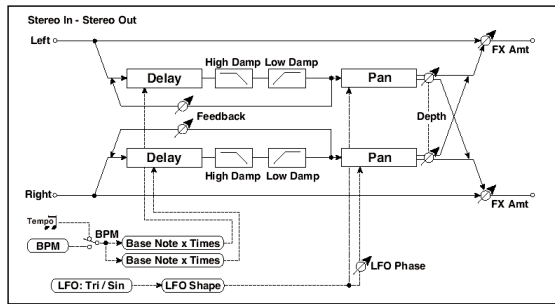 Stereo In - Stereo Out
Left
FX Amt
High Damp Low Damp
Delay
Pan
Feedback
Depth
Delay
Pan
High Damp Low Damp
Right
FX Amt
Tempo
BPM
BPM
Base Note x Times
Base Note x Times
LFO Phase
LFO: Tri / Sin
LFO Shape